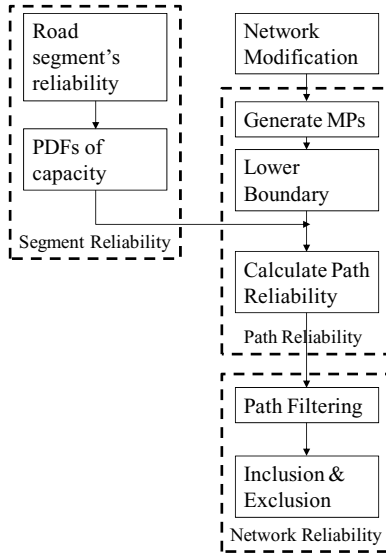 Road
segment's
reliability
PDFs of
capacity
Segment Reliability
Network
Modification
Generate MPs
Lower
Boundary
Calculate Path
Reliability
Path Reliability
Path Filtering
Inclusion &
Exclusion
Network Reliability